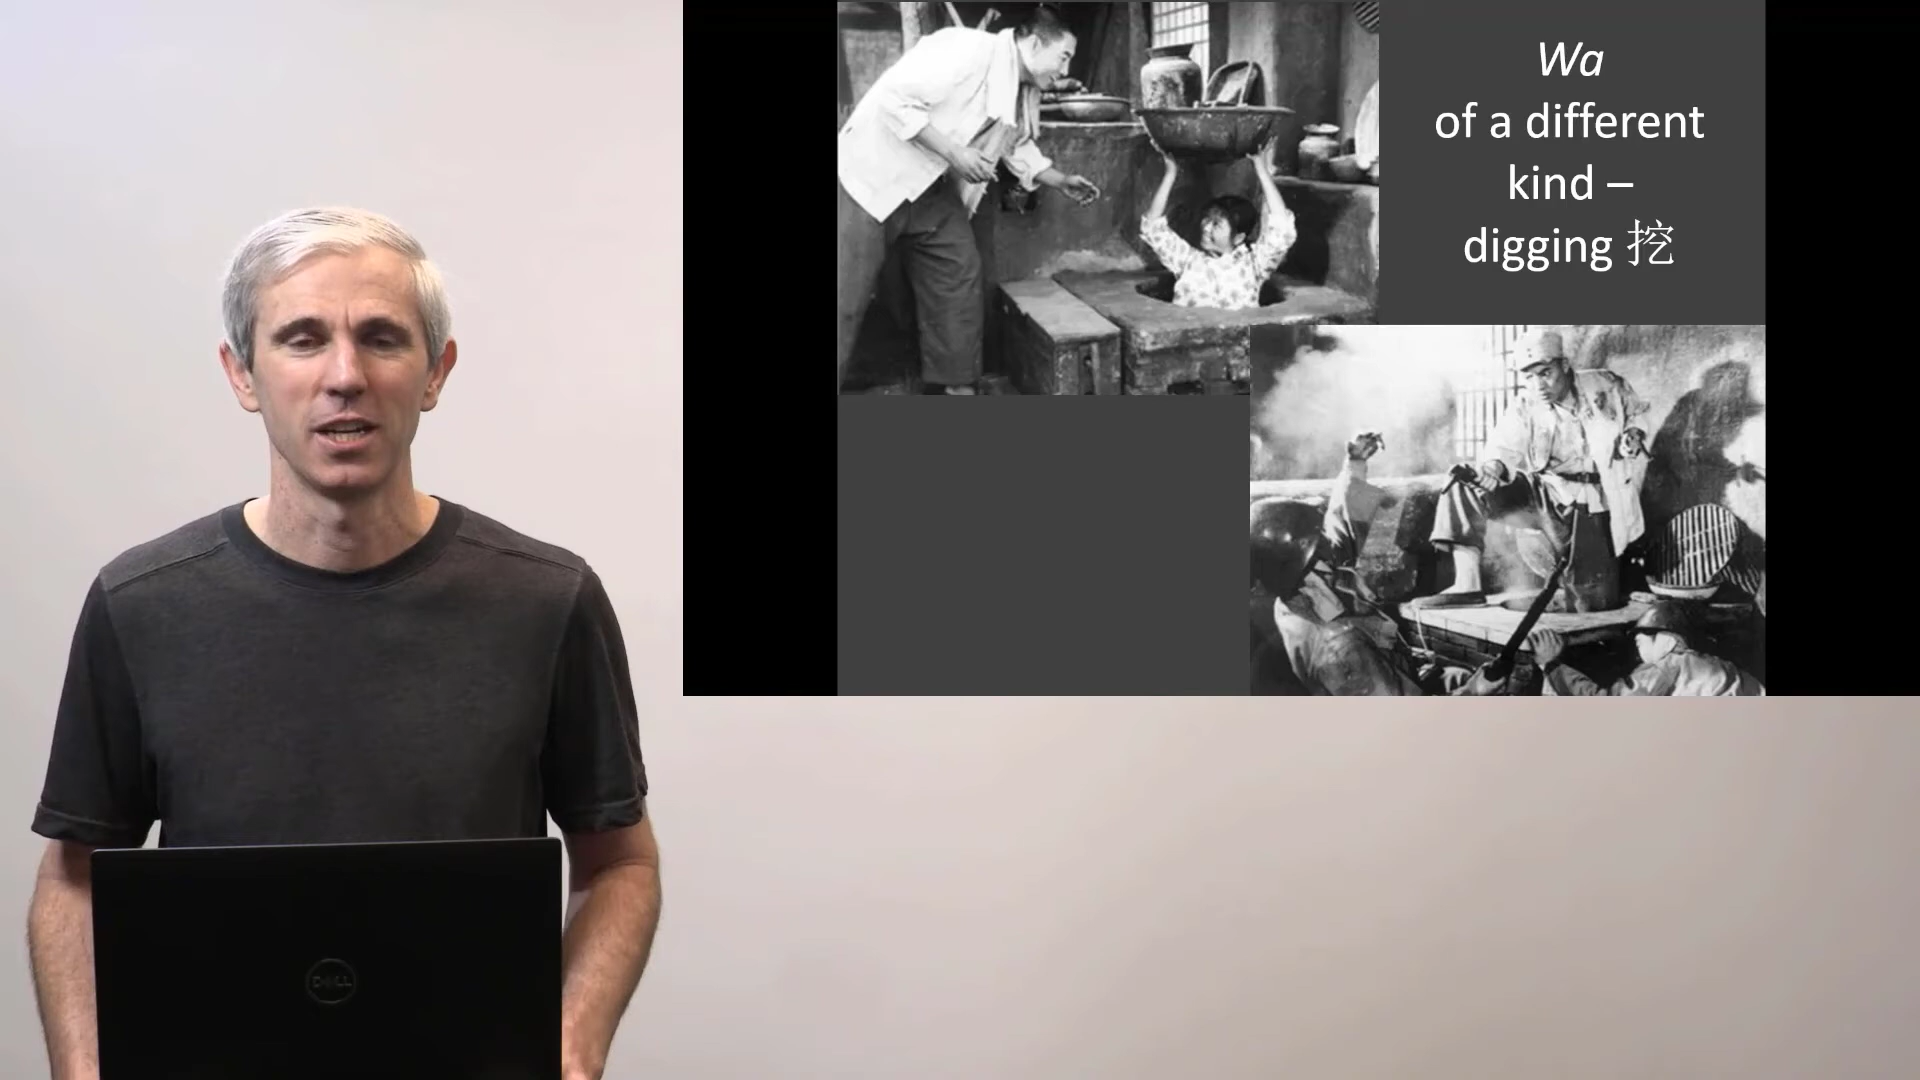 Wa
of a different
kind –
digging 挖
DELL